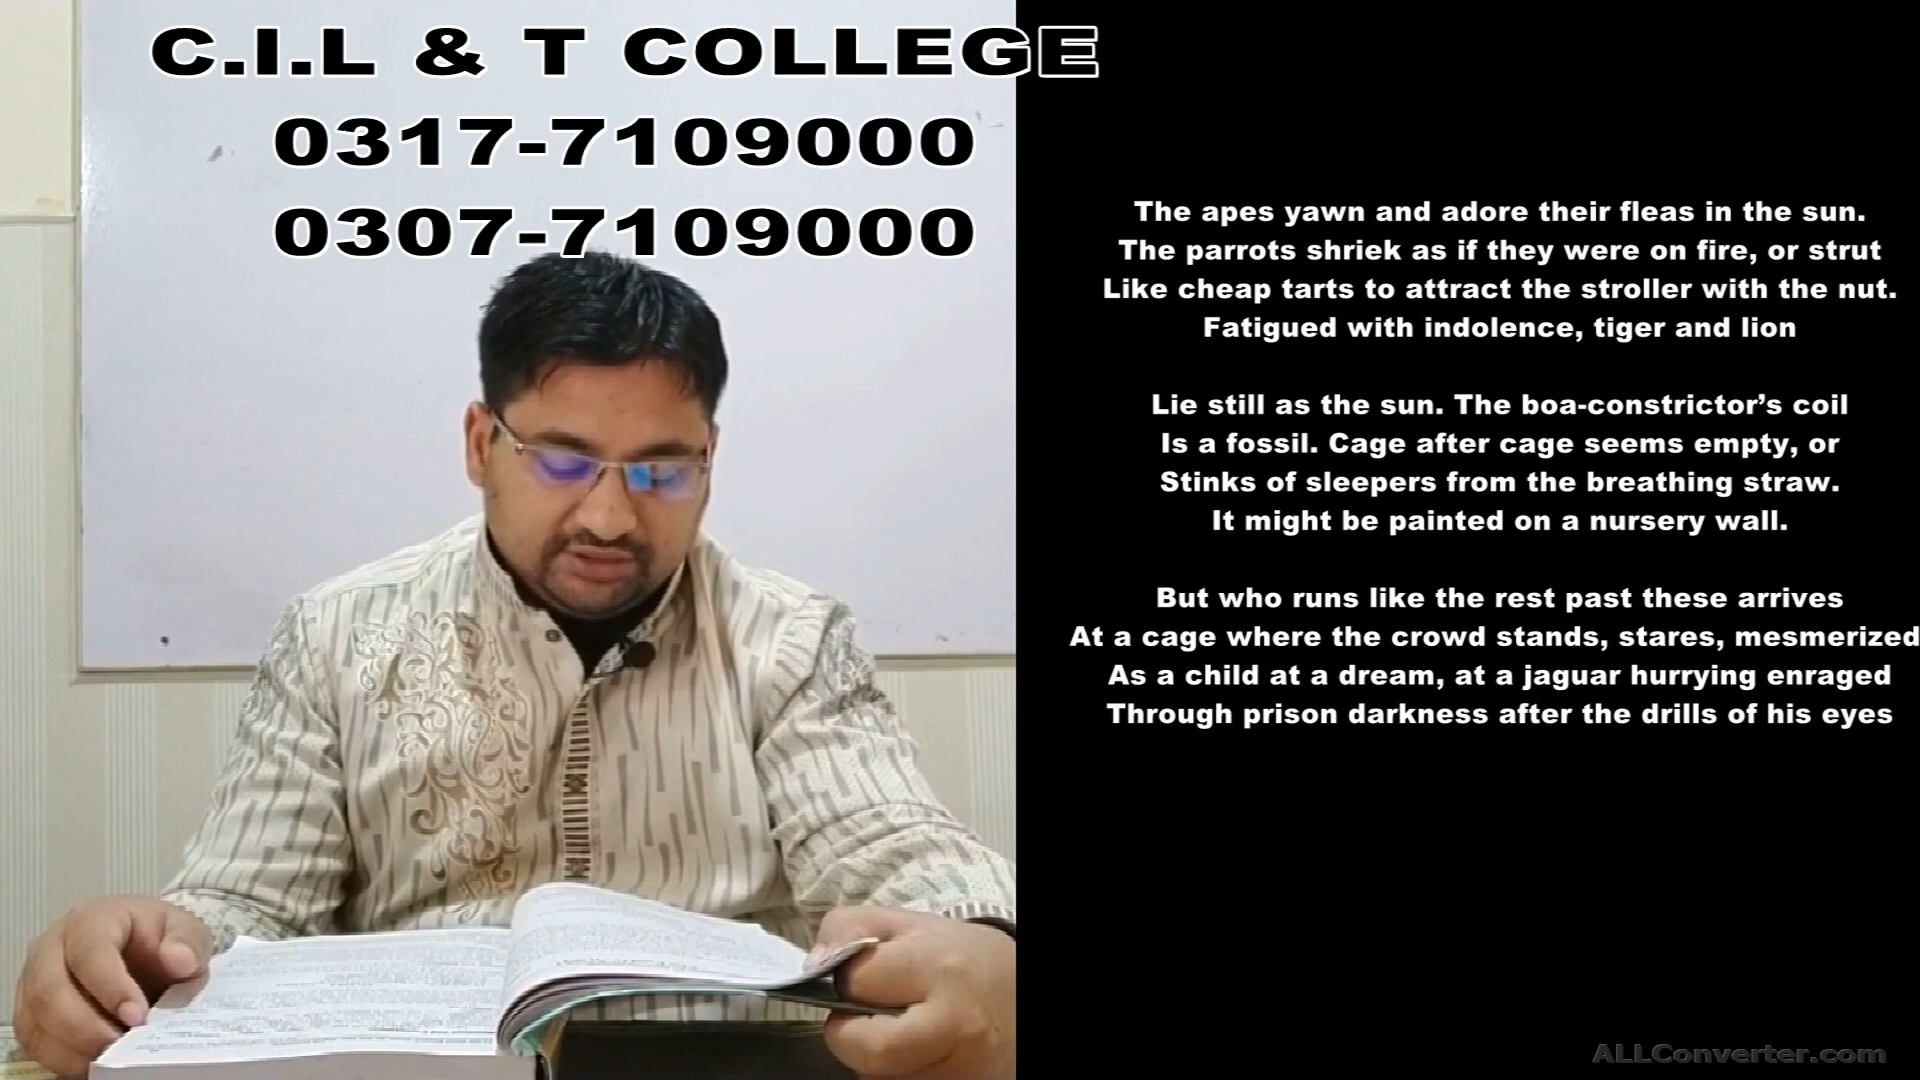 C.I.L & T COLLEGE
0317-7109000
0307-7109000
The apes yawn and adore their fleas in the sun.
The parrots shriek as if they were on fire, or strut
Like cheap tarts to attract the stroller with the nut.
Fatigued with indolence, tiger and lion
Lie still as the sun. The boa-constrictor’s coil
Is a fossil. Cage after cage seems empty, or
Stinks of sleepers from the breathing straw.
It might be painted on a nursery wall.
But who runs like the rest past these arrives
At a cage where the crowd stands, stares, mesmerized
As a child at a dream, at a jaguar hurrying enraged
Through prison darkness after the drills of his eyes
ALLConverter.com